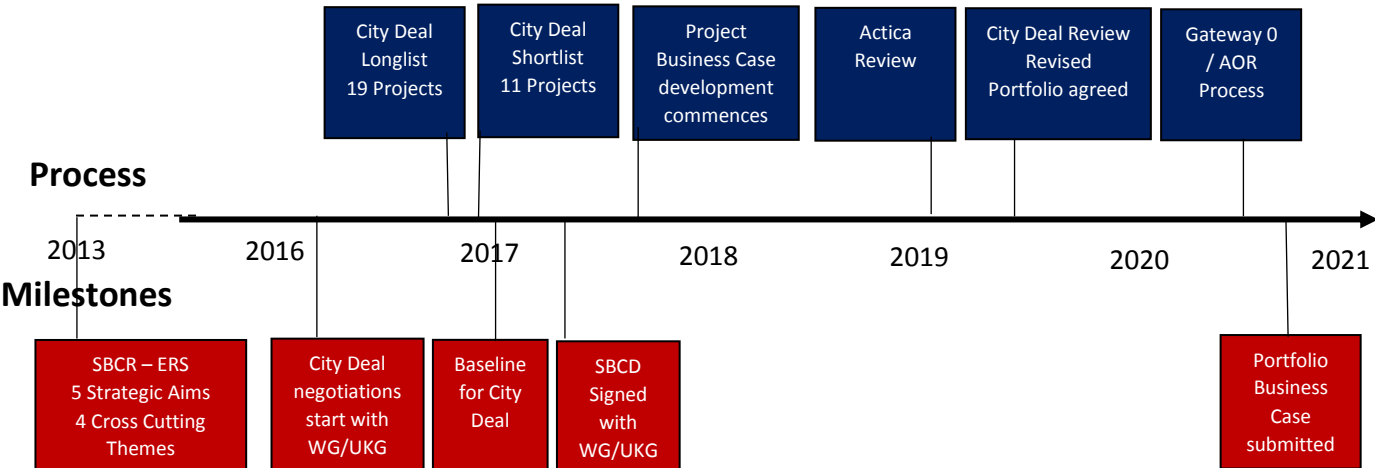 City Deal
Longlist
19 Projects
City Deal
Shortlist
11 Projects
Project
Business Case
development
commences
Actica
Review
City Deal Review
Revised
Portfolio agreed
Gateway 0
/ AOR
Process
Process
2013
2016
2017
2018
2019
2020
2021
Milestones
SBCR – ERS
5 Strategic Aims
4 Cross Cutting
Themes
City Deal
negotiations
start with
WG/UKG
Baseline
for City
Deal
SBCD
Signed
with
WG/UKG
Portfolio
Business
Case
submitted